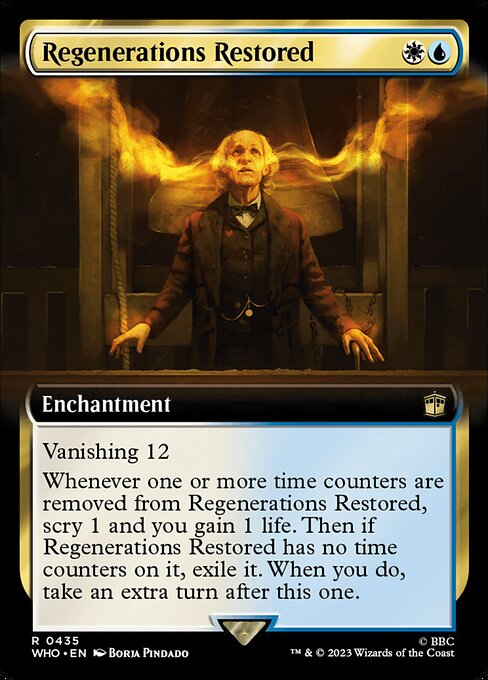 Regenerations Restored
Enchantment
Vanishing 12
Whenever one or more time counters are
removed from Regenerations Restored,
scry 1 and you gain 1 life. Then if
Regenerations Restored has no time
counters on it, exile it. When you do,
take an extra turn after this one.
R 0435
WHO • EN Borja Pindado
© BBC
™ & © 2023 Wizards of the Coast